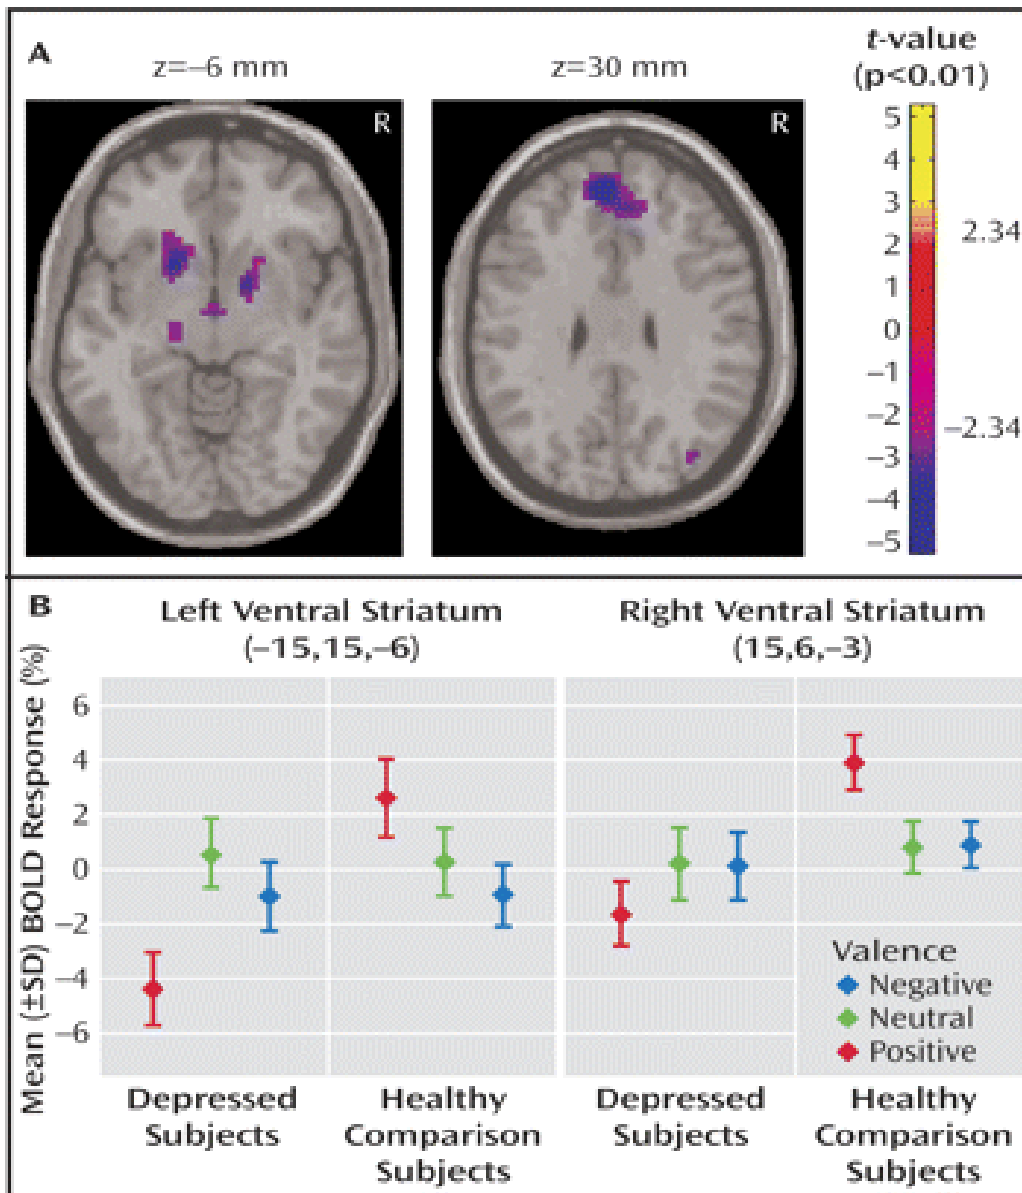 A
z=–6 mm
z=30 mm
t-value
(p<0.01)
R
R
5
4
3
2
1
0
–1
–2
–3
–4
–5
2.34
–2.34
B
Left Ventral Striatum
(–15,15,–6)
Right Ventral Striatum
(15,6,–3)
Mean (±SD) BOLD Response (%)
6
4
2
0
–2
–4
–6
Valence
Negative
Neutral
Positive
Depressed
Subjects
Healthy
Comparison
Subjects
Depressed
Subjects
Healthy
Comparison
Subjects